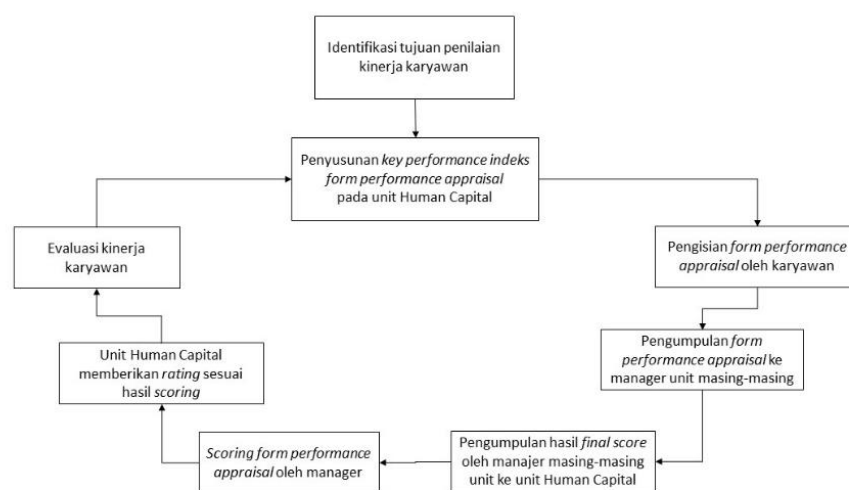 Identifikasi tujuan penilaian
kinerja karyawan
Penyusunan key performance indeks
form performance appraisal
pada unit Human Capital
Pengisian form performance
appraisal oleh karyawan
Pengumpulan form
performance appraisal ke
manager unit masing-masing
Pengumpulan hasil final score
oleh manajer masing-masing
unit ke unit Human Capital
Scoring form performance
appraisal oleh manager
Unit Human Capital
memberikan rating sesuai
hasil scoring
Evaluasi kinerja
karyawan